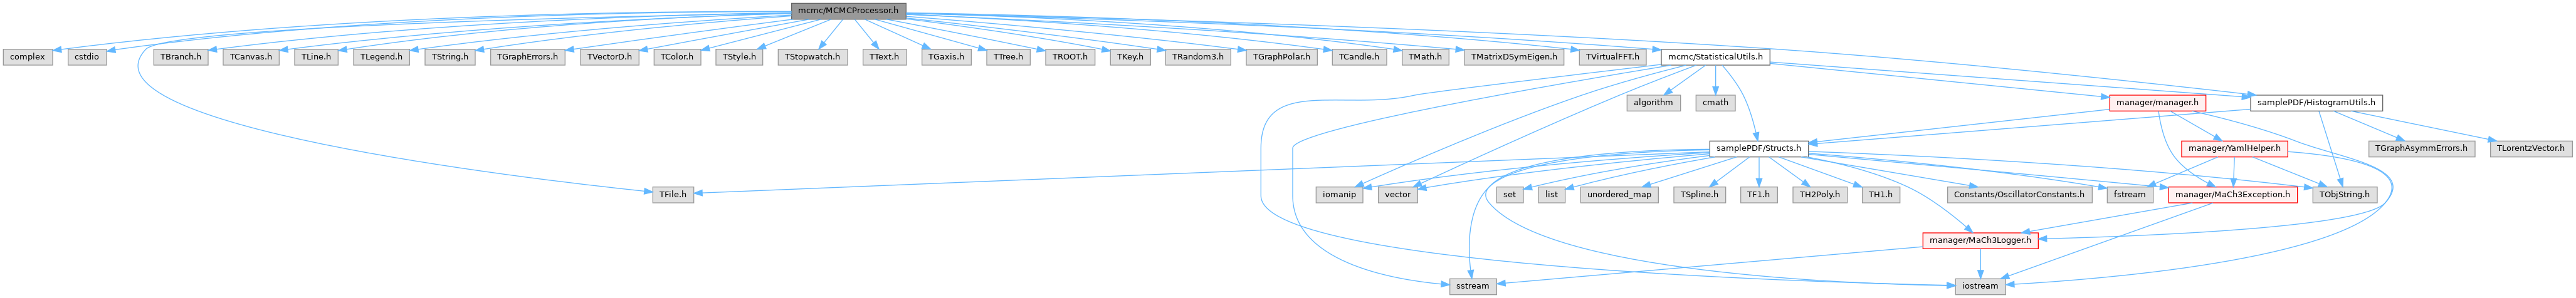 mcmc/MCMCProcessor.h
complex
cstdio
TBranch.h
TCanvas.h
TLine.h
TLegend.h
TString.h
TGraphErrors.h
TVectorD.h
TColor.h
TStyle.h
TStopwatch.h
TText.h
TGaxis.h
TTree.h
TROOT.h
TKey.h
TRandom3.h
TGraphPolar.h
TCandle.h
TMath.h
TMatrixDSymEigen.h
TVirtualFFT.h
mcmc/StatisticalUtils.h
algorithm
cmath
manager/manager.h
samplePDF/HistogramUtils.h
samplePDF/Structs.h
manager/YamlHelper.h
TGraphAsymmErrors.h
TLorentzVector.h
TFile.h
iomanip
vector
set
list
unordered_map
TSpline.h
TF1.h
TH2Poly.h
TH1.h
Constants/OscillatorConstants.h
fstream
manager/MaCh3Exception.h
TObjString.h
manager/MaCh3Logger.h
sstream
iostream